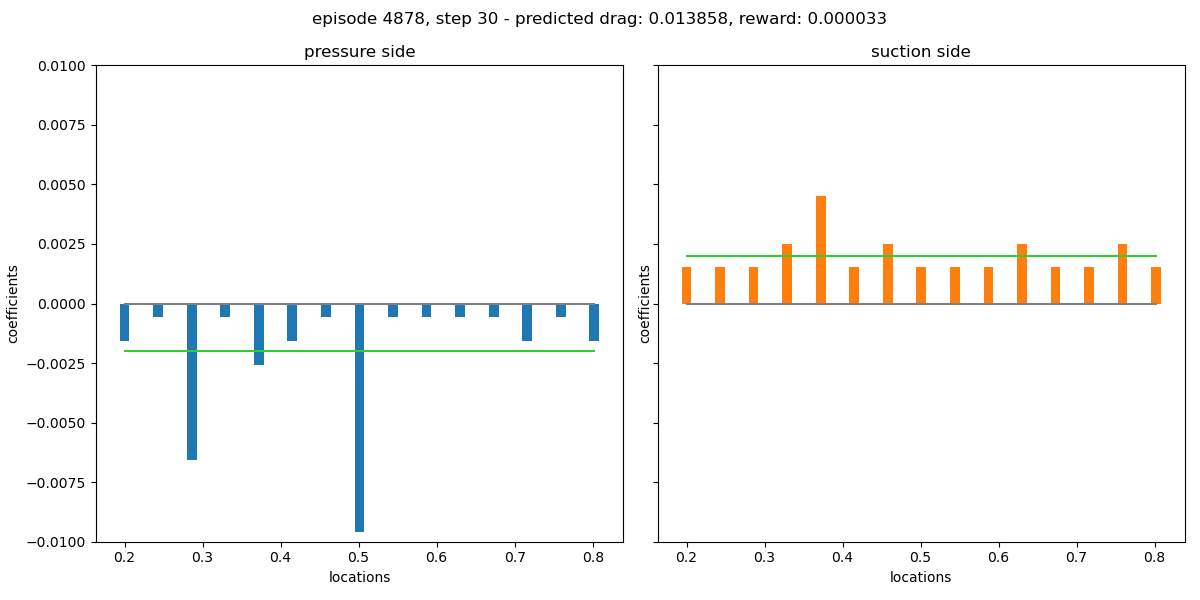 episode 4878, step 30 - predicted drag: 0.013858, reward: 0.000033
pressure side
0.0100
0.0075
0.0050
0.0025
0.0000
−0.0025
−0.0050
−0.0075
−0.0100
coefficients
0.2 0.3 0.4 0.5 0.6 0.7 0.8
locations
suction side
coefficients
0.2 0.3 0.4 0.5 0.6 0.7 0.8
locations